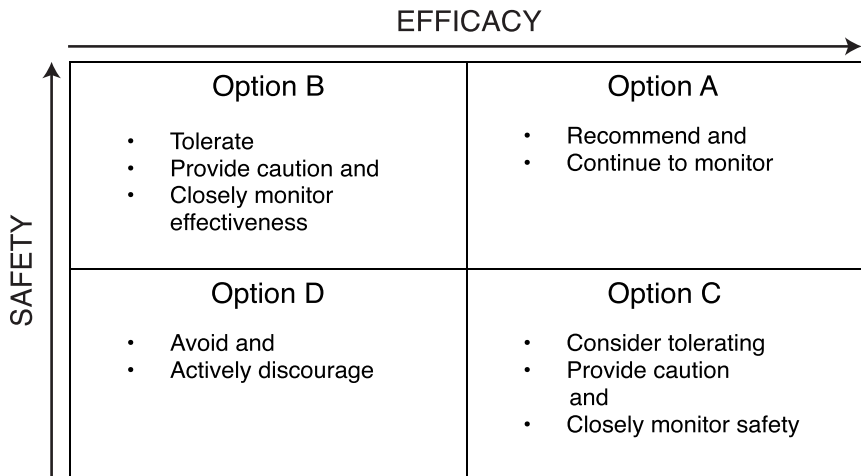 EFFICACY
SAFETY
Option B
• Tolerate
• Provide caution and
• Closely monitor
effectiveness
Option A
• Recommend and
• Continue to monitor
Option D
• Avoid and
• Actively discourage
Option C
• Consider tolerating
• Provide caution
and
• Closely monitor safety